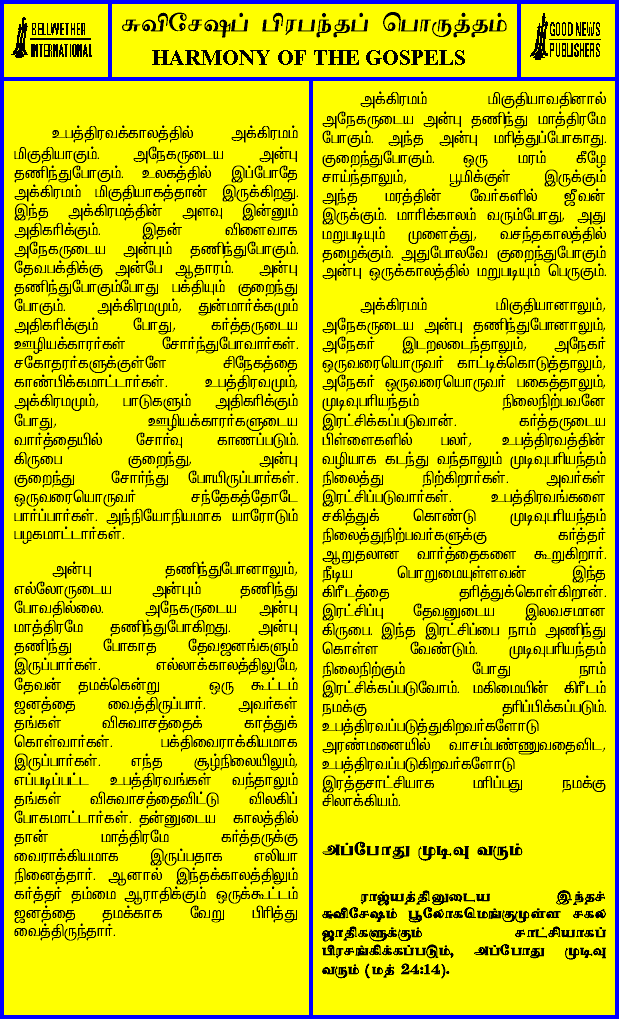 BELLWETHER
INTERNATIONAL
சுவிசேஷப் பிரபந்தப் பொருத்தம்
HARMONY OF THE GOSPELS
GOOD NEWS
PUBLISHERS
உபத்திரவக்காலத்தில் அக்கிரமம்
மிகுதியாகும். அநேகருடைய அன்பு
தணிந்துபோகும். உலகத்தில் இப்போதே
அக்கிரமம் மிகுதியாகத்தான் இருக்கிறது.
இந்த அக்கிரமத்தின் அளவு இன்னும்
அதிகரிக்கும். இதன் விளைவாக
அநேகருடைய அன்பும் தணிந்துபோகும்.
தேவபக்திக்கு அன்பே ஆதாரம். அன்பு
தணிந்துபோகும்போது பக்தியும் குறைந்து
போகும். அக்கிரமமும், துன்மார்க்கமும்
அதிகரிக்கும் போது, கர்த்தருடைய
ஊழியக்காரர்கள் சோர்ந்துபோவார்கள்.
சகோதரர்களுக்குள்ளே சிநேகத்தை
காண்பிக்கமாட்டார்கள். உபத்திரவமும்,
அக்கிரமமும், பாடுகளும் அதிகரிக்கும்
போது, ஊழியக்காரர்களுடைய
வார்த்தையில் சோர்வு காணப்படும்.
கிருபை குறைந்து, அன்பு
குறைந்து சோர்ந்து போயிருப்பார்கள்.
ஒருவரையொருவர் சந்தேகத்தோடே
பார்ப்பார்கள். அந்நியோநியமாக யாரோடும்
பழகமாட்டார்கள்.
அன்பு தணிந்துபோனாலும்,
எல்லோருடைய அன்பும் தணிந்து
போவதில்லை. அநேகருடைய அன்பு
மாத்திரமே தணிந்துபோகிறது. அன்பு
தணிந்து போகாத தேவஜனங்களும்
இருப்பார்கள். எல்லாக்காலத்திலுமே,
தேவன் தமக்கென்று ஒரு கூட்டம்
ஜனத்தை வைத்திருப்பார். அவர்கள்
தங்கள் விசுவாசத்தைக் காத்துக்
கொள்வார்கள். பக்திவைராக்கியமாக
இருப்பார்கள். எந்த சூழ்நிலையிலும்,
எப்படிப்பட்ட உபத்திரவங்கள் வந்தாலும்
தங்கள் விசுவாசத்தைவிட்டு விலகிப்
போகமாட்டார்கள். தன்னுடைய காலத்தில்
தான் மாத்திரமே கர்த்தருக்கு
வைராக்கியமாக இருப்பதாக எலியா
நினைத்தார். ஆனால் இந்தக்காலத்திலும்
கர்த்தர் தம்மை ஆராதிக்கும் ஒருக்கூட்டம்
ஜனத்தை தமக்காக வேறு பிரித்து
வைத்திருந்தார்.
அக்கிரமம் மிகுதியாவதினால்
அநேகருடைய அன்பு தணிந்து மாத்திரமே
போகும். அந்த அன்பு மரித்துப்போகாது.
குறைந்துபோகும். ஒரு மரம் கீழே
சாய்ந்தாலும், பூமிக்குள் இருக்கும்
அந்த மரத்தின் வேர்களில் ஜீவன்
இருக்கும். மாரிக்காலம் வரும்போது, அது
மறுபடியும் முளைத்து, வசந்தகாலத்தில்
தழைக்கும். அதுபோலவே குறைந்துபோகும்
அன்பு ஒருக்காலத்தில் மறுபடியும் பெருகும்.
அக்கிரமம் மிகுதியானாலும்,
அநேகருடைய அன்பு தணிந்துபோனாலும்,
அநேகர் இடறலடைந்தாலும், அநேகர்
ஒருவரையொருவர் காட்டிக்கொடுத்தாலும்,
அநேகர் ஒருவரையொருவர் பகைத்தாலும்,
முடிவுபரியந்தம் நிலைநிற்பவனே
இரட்சிக்கப்படுவான். கர்த்தருடைய
பிள்ளைகளில் பலர், உபத்திரவத்தின்
வழியாக கடந்து வந்தாலும் முடிவுபரியந்தம்
நிலைத்து நிற்கிறார்கள். அவர்கள்
இரட்சிப்படுவார்கள். உபத்திரவங்களை
சகித்துக் கொண்டு முடிவுபரியந்தம்
நிலைத்துநிற்பவர்களுக்கு கர்த்தர்
ஆறுதலான வார்த்தைகளை கூறுகிறார்.
நீடிய பொறுமையுள்ளவன் இந்த
கிரீடத்தை தரித்துக்கொள்கிறான்.
இரட்சிப்பு தேவனுடைய இலவசமான
கிருபை. இந்த இரட்சிப்பை நாம் அணிந்து
கொள்ள வேண்டும். முடிவுபரியந்தம்
நிலைநிற்கும் போது நாம்
இரட்சிக்கப்படுவோம். மகிமையின் கிரீடம்
நமக்கு தரிப்பிக்கப்படும்.
உபத்திரவப்படுத்துகிறவர்களோடு
அரண்மனையில் வாசம்பண்ணுவதைவிட,
உபத்திரவப்படுகிறவர்களோடு
இரத்தசாட்சியாக மரிப்பது நமக்கு
சிலாக்கியம்.
அப்போது முடிவு வரும்
ராஜ்யத்தினுடைய இந்தச்
சுவிசேஷம் பூலோகமெங்குமுள்ள சகல
ஜாதிகளுக்கும் சாட்சியாகப்
பிரசங்கிக்கப்படும், அப்போது முடிவு
வரும் (மத் 24:14).